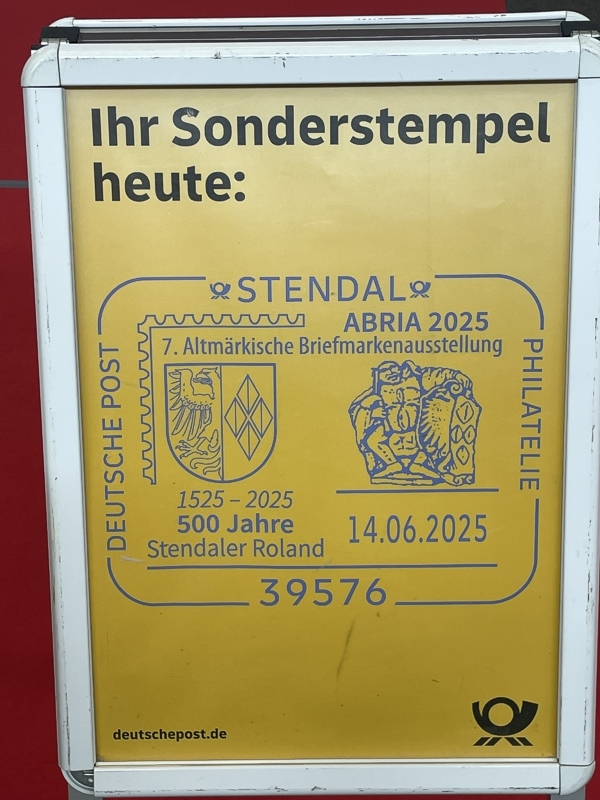 Ihr Sonderstempel
heute:
STENDAL
ABRIA 2025
7. Altmärkische Briefmarkenausstellung
DEUTSCHE POST
PHILATELIE
1525 – 2025
500 Jahre
Stendaler Roland
14.06.2025
39576
deutschepost.de